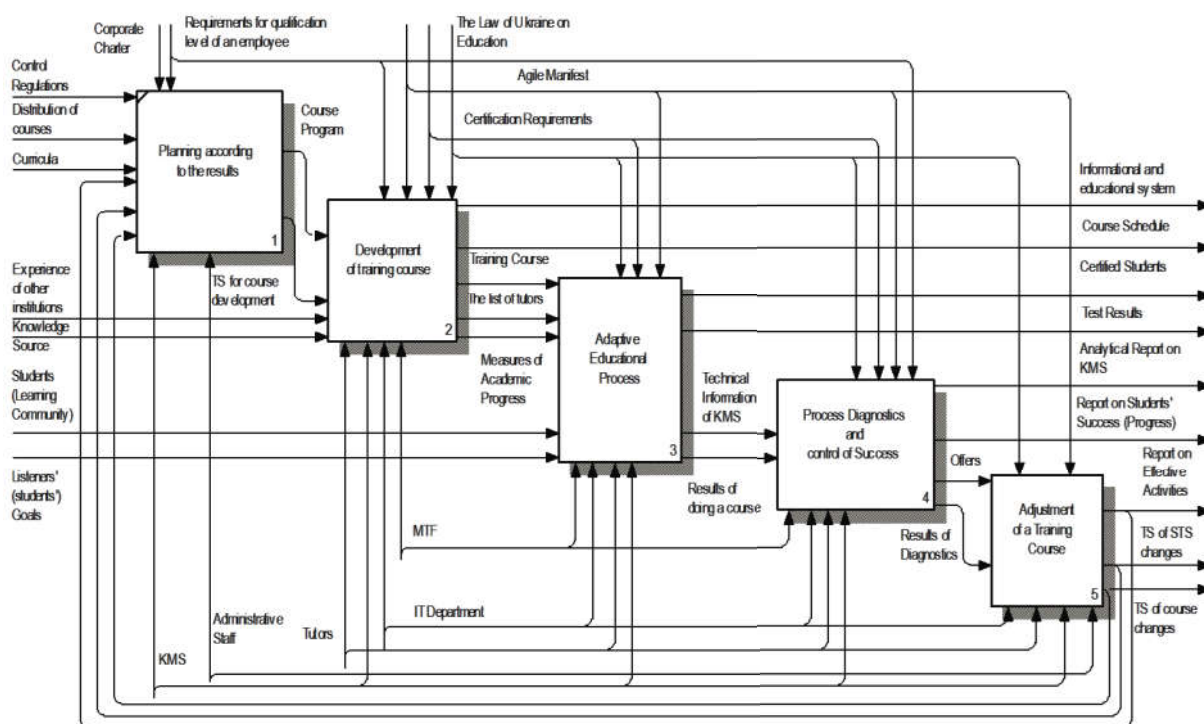 Corporate
Charter
Requirements for qualification
level of an employee
The Law of Ukraine on
Education
Control
Regulations
Distribution of
courses
Curricula
Planning according
to the results
1
Course
Program
Agile Manifest
Certification Requirements
Informational and
educational system
Course Schedule
Certified Students
Test Results
Analytical Report on
KMS
Report on Students'
Success (Progress)
Report on
Effective
Activities
TS of STS
changes
TS of course
changes
Experience
of other
institutions
Knowledge
Source
Students
(Learning
Community)
Listeners'
(students')
Goals
TS for course
development
Development
of training course
2
Training Course
The list of tutors
Measures of
Academic
Progress
Adaptive
Educational
Process
3
Technical
Information
of KMS
Results of
doing a course
Process Diagnostics
and
control of Success
4
Offers
Results of
Diagnostics
Adjustment
of a Training
Course
5
MTF
IT Department
Administrative
Staff
Tutors
KMS